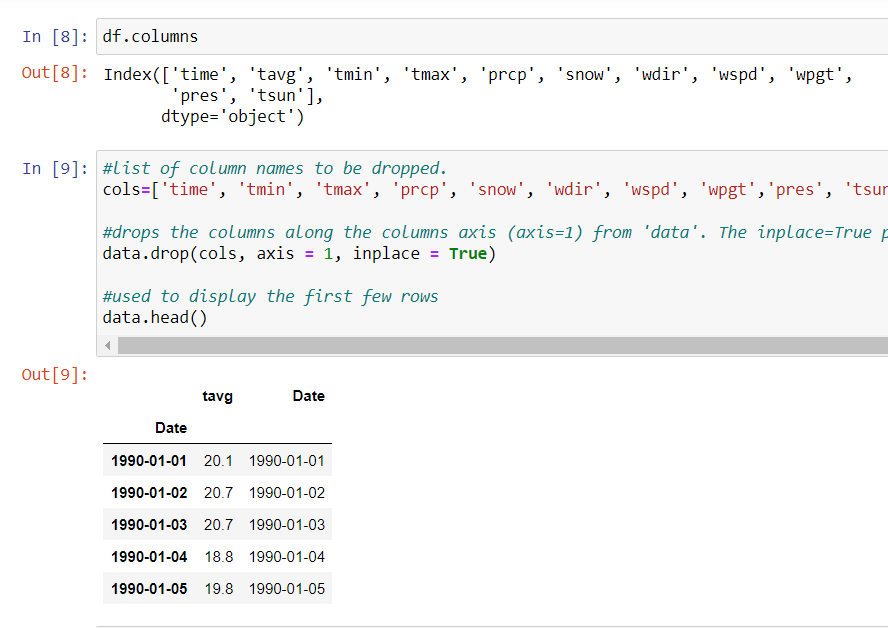 In [8]: df.columns
Out[8]: Index(['time', 'tavg', 'tmin', 'tmax', 'prcp', 'snow', 'wdir', 'wspd', 'wpgt',
'pres', 'tsun'],
dtype='object')
In [9]: #list of column names to be dropped.
cols=['time', 'tmin', 'tmax', 'prcp', 'snow', 'wdir', 'wspd', 'wpgt','pres', 'tsun
#drops the columns along the columns axis (axis=1) from 'data'. The inplace=True p
data.drop(cols, axis = 1, inplace = True)
#used to display the first few rows
data.head()
Out[9]:
tavg Date
Date
1990-01-01 20.1 1990-01-01
1990-01-02 20.7 1990-01-02
1990-01-03 20.7 1990-01-03
1990-01-04 18.8 1990-01-04
1990-01-05 19.8 1990-01-05